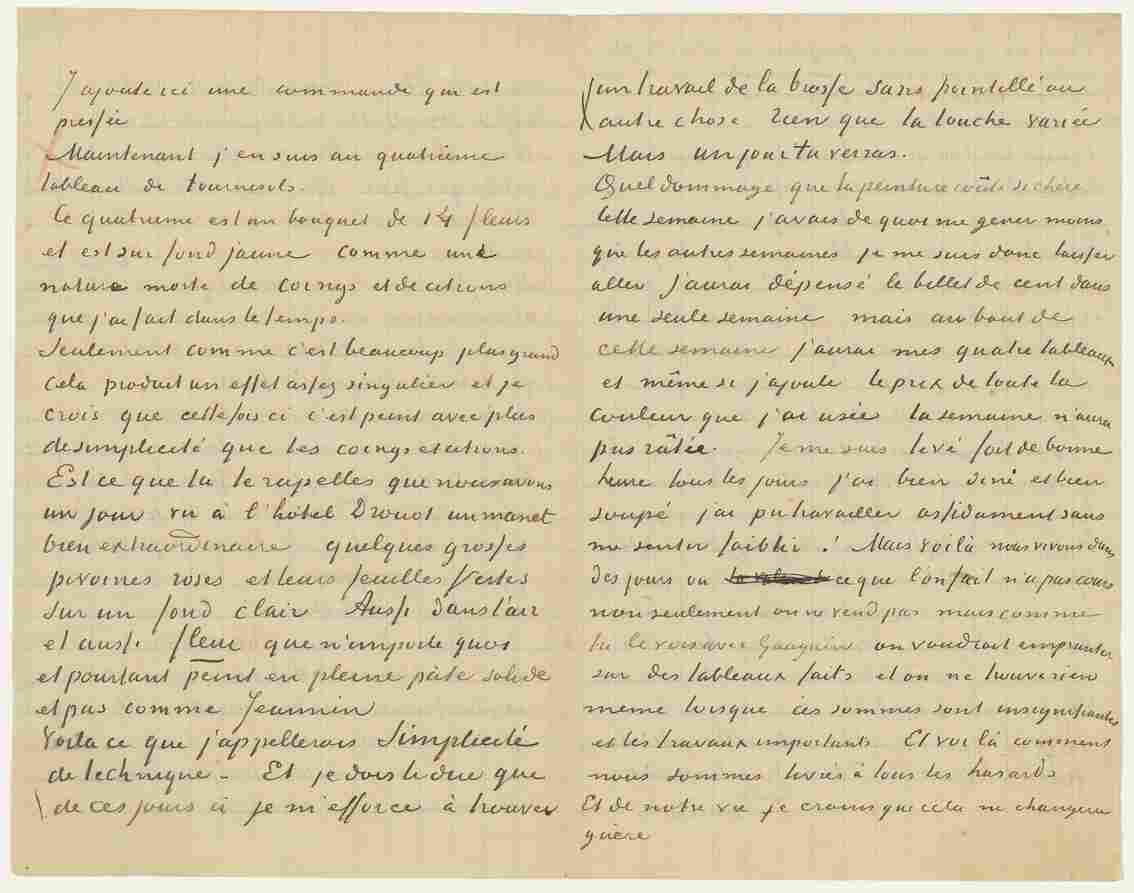 J'ajoute ici une commande qui est
pressée
Maintenant j'en suis au quatrième
tableau de tournesols.
Ce quatrième est un bouquet de 14 fleurs
et est sur fond jaune comme une
nature morte de coings et de citrons
que j'ai fait dans le temps.
Seulement comme c'est beaucoup plus grand
cela produit un effet assez singulier et je
crois que cette fois ci c'est peint avec plus
de simplicité que les coings et citrons.
Est ce que tu te rapelles que nous avons
un jour vu à l'hôtel Drouot un manet
bien extraordinaire quelques grosses
pivoines roses et leurs feuilles vertes
sur un fond clair Aussi dans l'air
et aussi fleur que n'importe quoi
et pourtant peint en pleine pâte solide
et pas comme Jeannin
Voila ce que j'appellerais simplicité
de technique – Et je dois te dire que
de ces jours ci je m'efforce à trouver
un travail de la brosse sans pointillé ou
autre chose rien que la touche variée
Mais un jour tu verras.
Quel dommage que la peinture coûte si chère
Cette semaine j'avais de quoi me gener moins
que les autres semaines je me suis donc laisser
aller J'aurai dépensé le billet de cent dans
une seule semaine mais au bout de
cette semaine j'aurai mes quatre tableaux
et même si j'ajoute le prix de toute la
couleur que j'ai usée la semaine n'aura
pas râtée. Je me suis levé fort de bonne
heure tous les jours j'ai bien diné et bien
soupé j'ai pu travailler assidument sans
me sentir faiblir ! Mais voilà nous vivons dans
des jours où ce que l'on fait n'a pas cours
non seulement on ne vend pas mais comme
tu le vois avec Gauguin on voudrait emprunter
sur des tableaux faits et on ne trouve rien
meme lorsque ces sommes sont insignifiantes
et les travaux importants Et voilà comment
nous sommes livrés à tous les hasards
Et de notre vie je crains que cela ne changera
guère